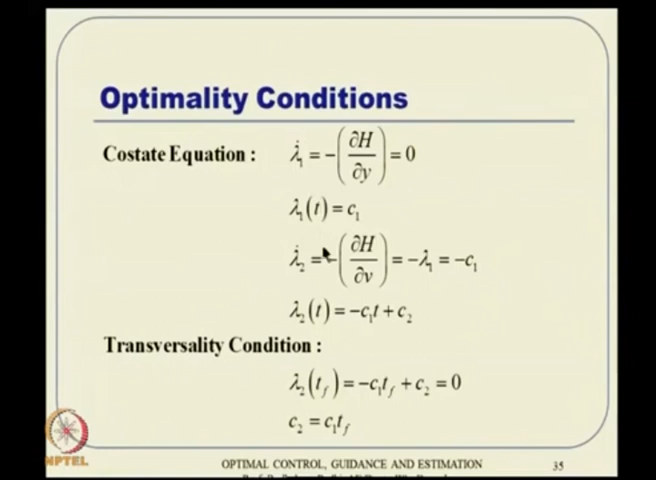 Optimality Conditions
Costate Equation : λ̇₁ = −(∂H/∂y) = 0
λ₁(t) = c₁
λ̇₂ = −(∂H/∂v) = −λ₁ = −c₁
λ₂(t) = −c₁t + c₂
Transversality Condition :
λ₂(t_f) = −c₁t_f + c₂ = 0
c₂ = c₁t_f
NPTEL
OPTIMAL CONTROL, GUIDANCE AND ESTIMATION 35